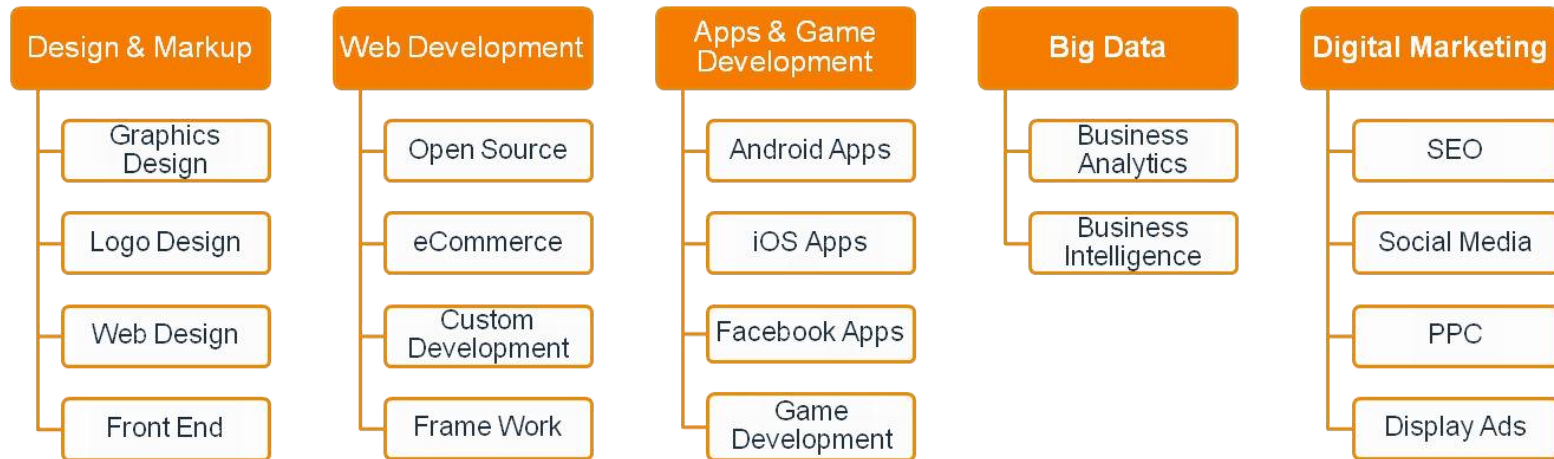 Design & Markup
Graphics
Design
Logo Design
Web Design
Front End
Web Development
Open Source
eCommerce
Custom
Development
Frame Work
Apps & Game
Development
Android Apps
iOS Apps
Facebook Apps
Game
Development
Big Data
Business
Analytics
Business
Intelligence
Digital Marketing
SEO
Social Media
PPC
Display Ads